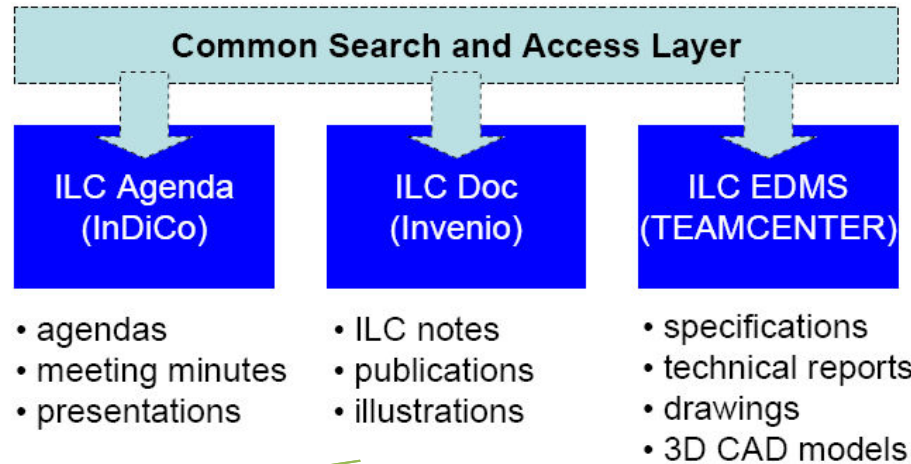 Common Search and Access Layer
ILC Agenda
(InDiCo)
ILC Doc
(Invenio)
ILC EDMS
(TEAMCENTER)
• agendas
• meeting minutes
• presentations
• ILC notes
• publications
• illustrations
• specifications
• technical reports
• drawings
• 3D CAD models